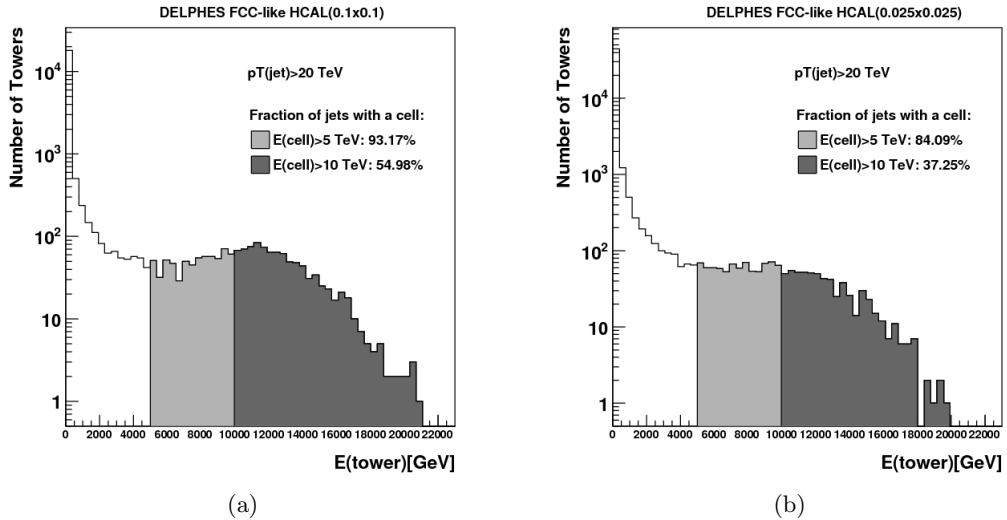 DELPHES FCC-like HCAL(0.1x0.1)
Number of Towers
10^4
10^3
10^2
10
1
pT(jet)>20 TeV
Fraction of jets with a cell:
E(cell)>5 TeV: 93.17%
E(cell)>10 TeV: 54.98%
0 2000 4000 6000 8000 10000 12000 14000 16000 18000 20000 22000
E(tower)[GeV]
(a)
DELPHES FCC-like HCAL(0.025x0.025)
Number of Towers
10^4
10^3
10^2
10
1
pT(jet)>20 TeV
Fraction of jets with a cell:
E(cell)>5 TeV: 84.09%
E(cell)>10 TeV: 37.25%
0 2000 4000 6000 8000 10000 12000 14000 16000 18000 20000 22000
E(tower)[GeV]
(b)